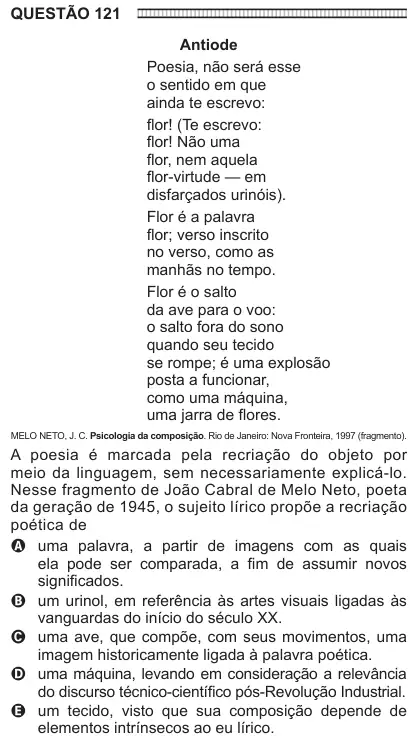 QUESTÃO 121
Antiode
Poesia, não será esse
o sentido em que
ainda te escrevo:
flor! (Te escrevo:
flor! Não uma
flor, nem aquela
flor-virtude — em
disfarçados urinóis).
Flor é a palavra
flor; verso inscrito
no verso, como as
manhãs no tempo.
Flor é o salto
da ave para o voo:
o salto fora do sono
quando seu tecido
se rompe; é uma explosão
posta a funcionar,
como uma máquina,
uma jarra de flores.
MELO NETO, J. C. Psicologia da composição. Rio de Janeiro: Nova Fronteira, 1997 (fragmento).
A poesia é marcada pela recriação do objeto por
meio da linguagem, sem necessariamente explicá-lo.
Nesse fragmento de João Cabral de Melo Neto, poeta
da geração de 1945, o sujeito lírico propõe a recriação
poética de
A uma palavra, a partir de imagens com as quais
ela pode ser comparada, a fim de assumir novos
significados.
B um urinol, em referência às artes visuais ligadas às
vanguardas do início do século XX.
C uma ave, que compõe, com seus movimentos, uma
imagem historicamente ligada à palavra poética.
D uma máquina, levando em consideração a relevância
do discurso técnico-científico pós-Revolução Industrial.
E um tecido, visto que sua composição depende de
elementos intrínsecos ao eu lírico.